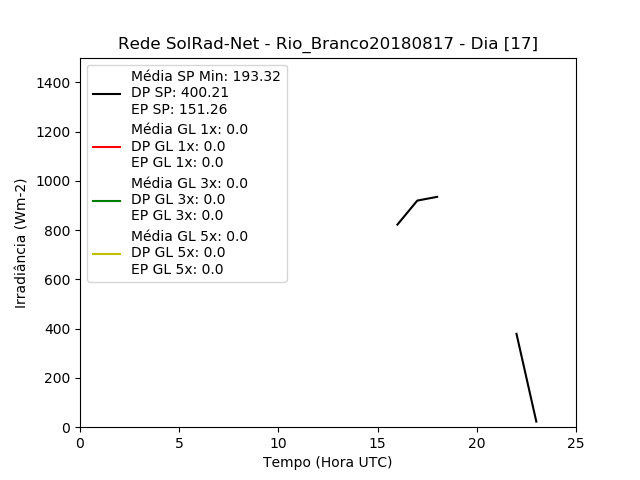 Rede SolRad-Net - Rio_Branco20180817 - Dia [17]
Média SP Min: 193.32
DP SP: 400.21
EP SP: 151.26
Média GL 1x: 0.0
DP GL 1x: 0.0
EP GL 1x: 0.0
Média GL 3x: 0.0
DP GL 3x: 0.0
EP GL 3x: 0.0
Média GL 5x: 0.0
DP GL 5x: 0.0
EP GL 5x: 0.0
1400
1200
1000
800
600
400
200
0
Irradiância (Wm-2)
0 5 10 15 20 25
Tempo (Hora UTC)